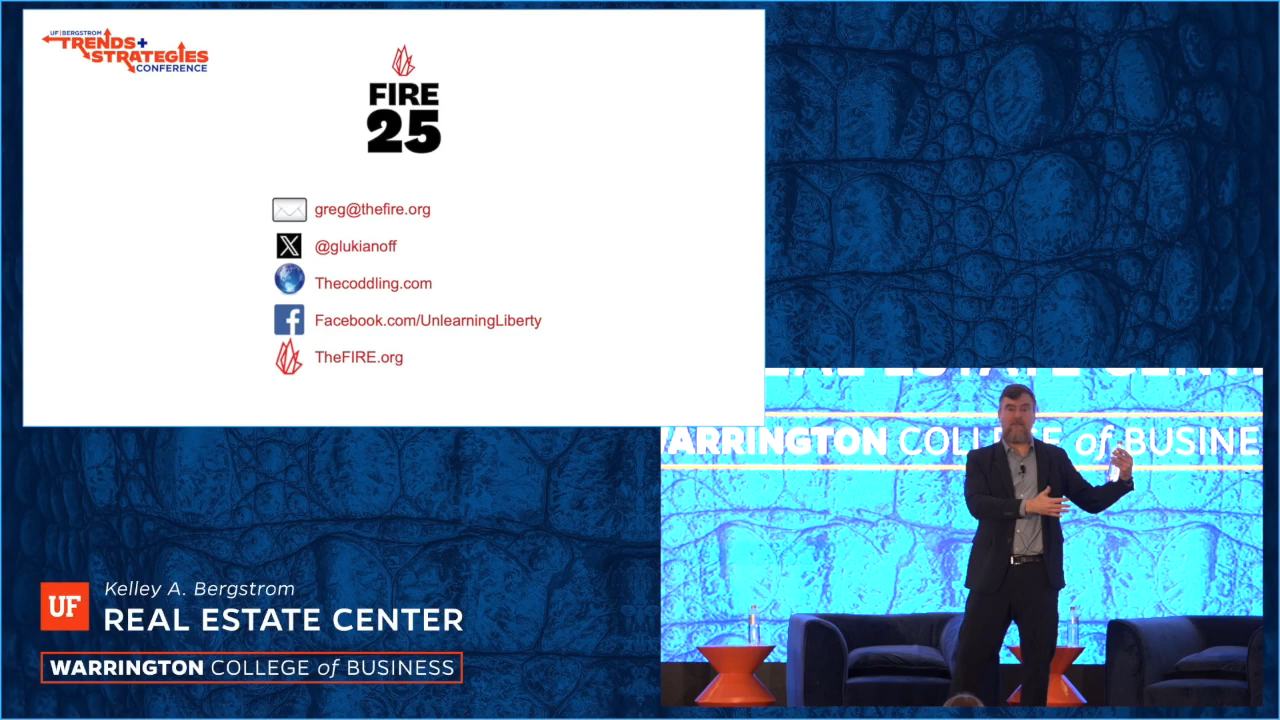 UF|BERGSTROM
TRENDS+
STRATEGIES
CONFERENCE
FIRE
25
greg@thefire.org
@glukianoff
Thecoddling.com
Facebook.com/UnlearningLiberty
TheFIRE.org
WARRINGTON COLLEGE of BUSINE
UF
Kelley A. Bergstrom
REAL ESTATE CENTER
WARRINGTON COLLEGE of BUSINESS